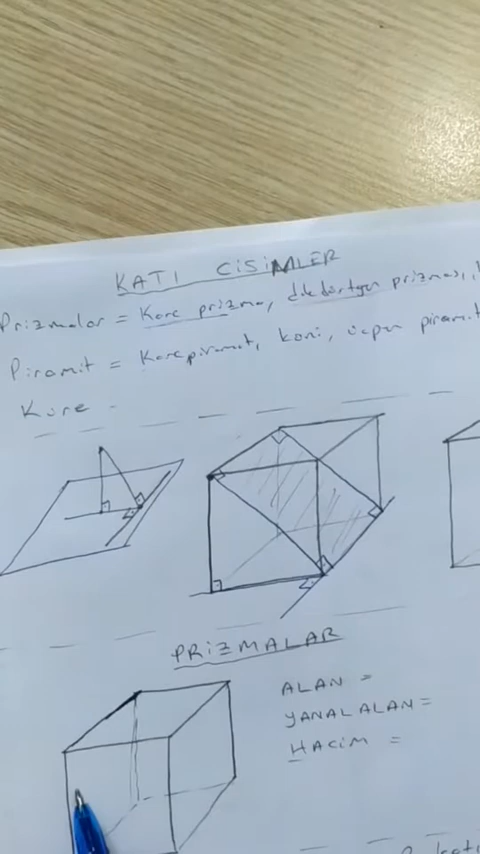 KATI CİSİMLER
Prizmalar = Kare prizma, dikdörtgen prizması,
Piramit = Kare piramit, koni, üçgen piramit
Küre
PRİZMALAR
ALAN =
YANAL ALAN =
HACİM =